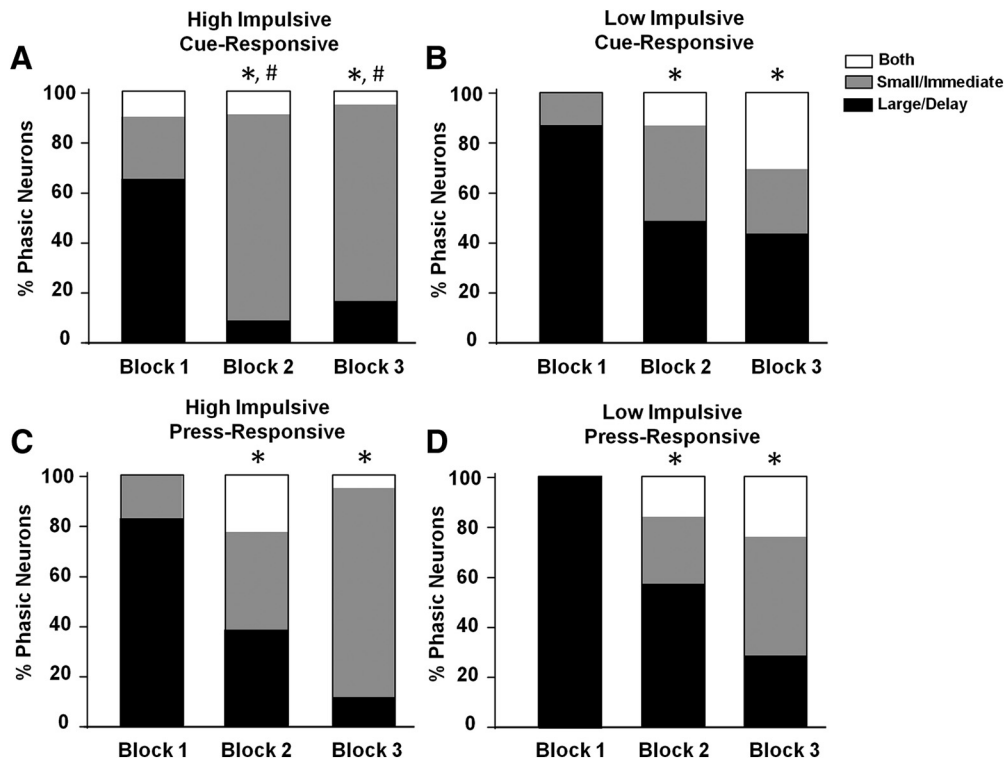 High Impulsive
Cue-Responsive
A
*, #
*, #
100
80
60
40
20
0
% Phasic Neurons
Block 1
Block 2
Block 3
Low Impulsive
Cue-Responsive
B
*
*
100
80
60
40
20
0
% Phasic Neurons
Block 1
Block 2
Block 3
Both
Small/Immediate
Large/Delay
High Impulsive
Press-Responsive
C
*
*
100
80
60
40
20
0
% Phasic Neurons
Block 1
Block 2
Block 3
Low Impulsive
Press-Responsive
D
*
*
100
80
60
40
20
0
% Phasic Neurons
Block 1
Block 2
Block 3